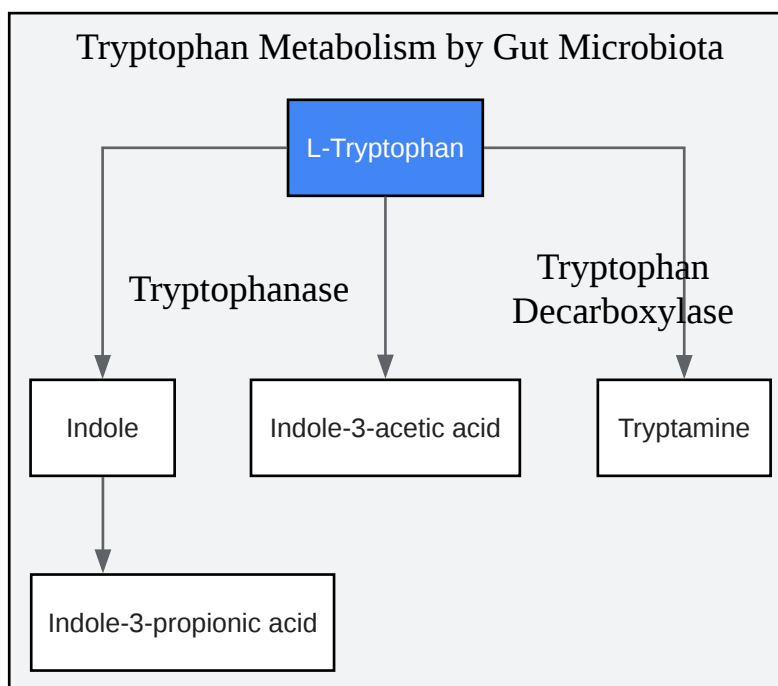 Tryptophan Metabolism by Gut Microbiota
L-Tryptophan
Tryptophanase
Tryptophan
Decarboxylase
Indole
Indole-3-acetic acid
Tryptamine
Indole-3-propionic acid